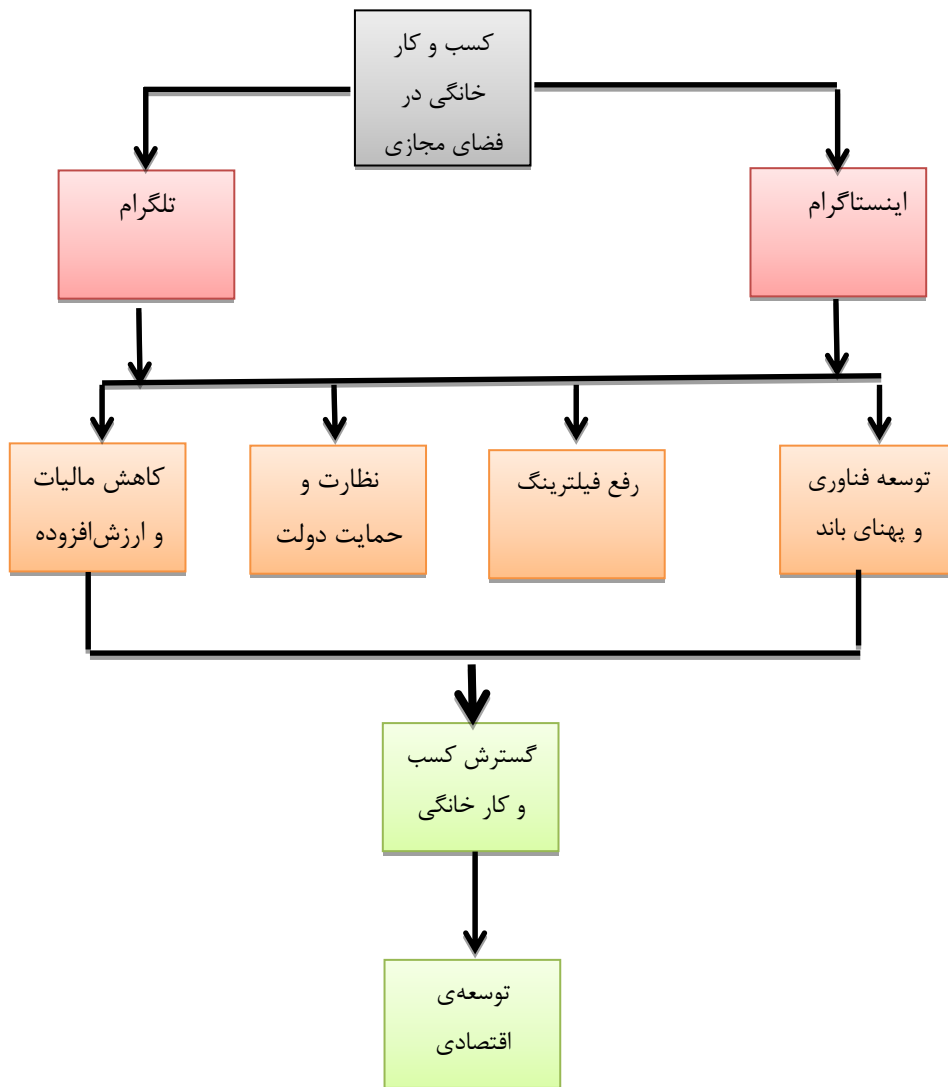 کسب و کار
خانگی در
فضای مجازی
اینستاگرام
تلگرام
توسعه فناوری
و پهنای باند
رفع فیلترینگ
نظارت و
حمایت دولت
کاهش مالیات
و ارزش‌افزوده
گسترش کسب
و کار خانگی
توسعه‌ی
اقتصادی